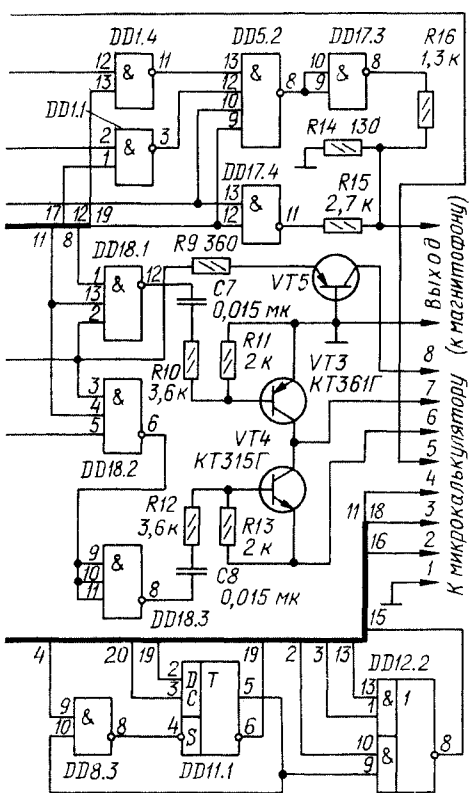 DD1.4
DD5.2
DD17.3
R16
1,3 к
12
13
&
11
13
12
10
9
&
8
10
9
&
8
DD1.1
2
1
&
3
R14 130
DD17.4
13
12
&
11
R15
2,7 к
17
12
19
11
8
DD18.1
R9 360
VT5
Выход
(к магнитофону)
1
13
2
&
12
C7
0,015 мк
R10
3,6 к
R11
2 к
VT3
КТ361Г
8
7
3
4
5
&
6
DD18.2
VT4
КТ315Г
6
5
4
R12
3,6 к
R13
2 к
11
18
3
16
2
1
К микрокалькулятору
9
10
11
&
8
C8
0,015 мк
DD18.3
15
4
20
19
19
2
3
13
DD12.2
9
10
&
8
DD8.3
2
3
4
D
C
S
T
5
6
DD11.1
13
1
10
9
&
&
1
8